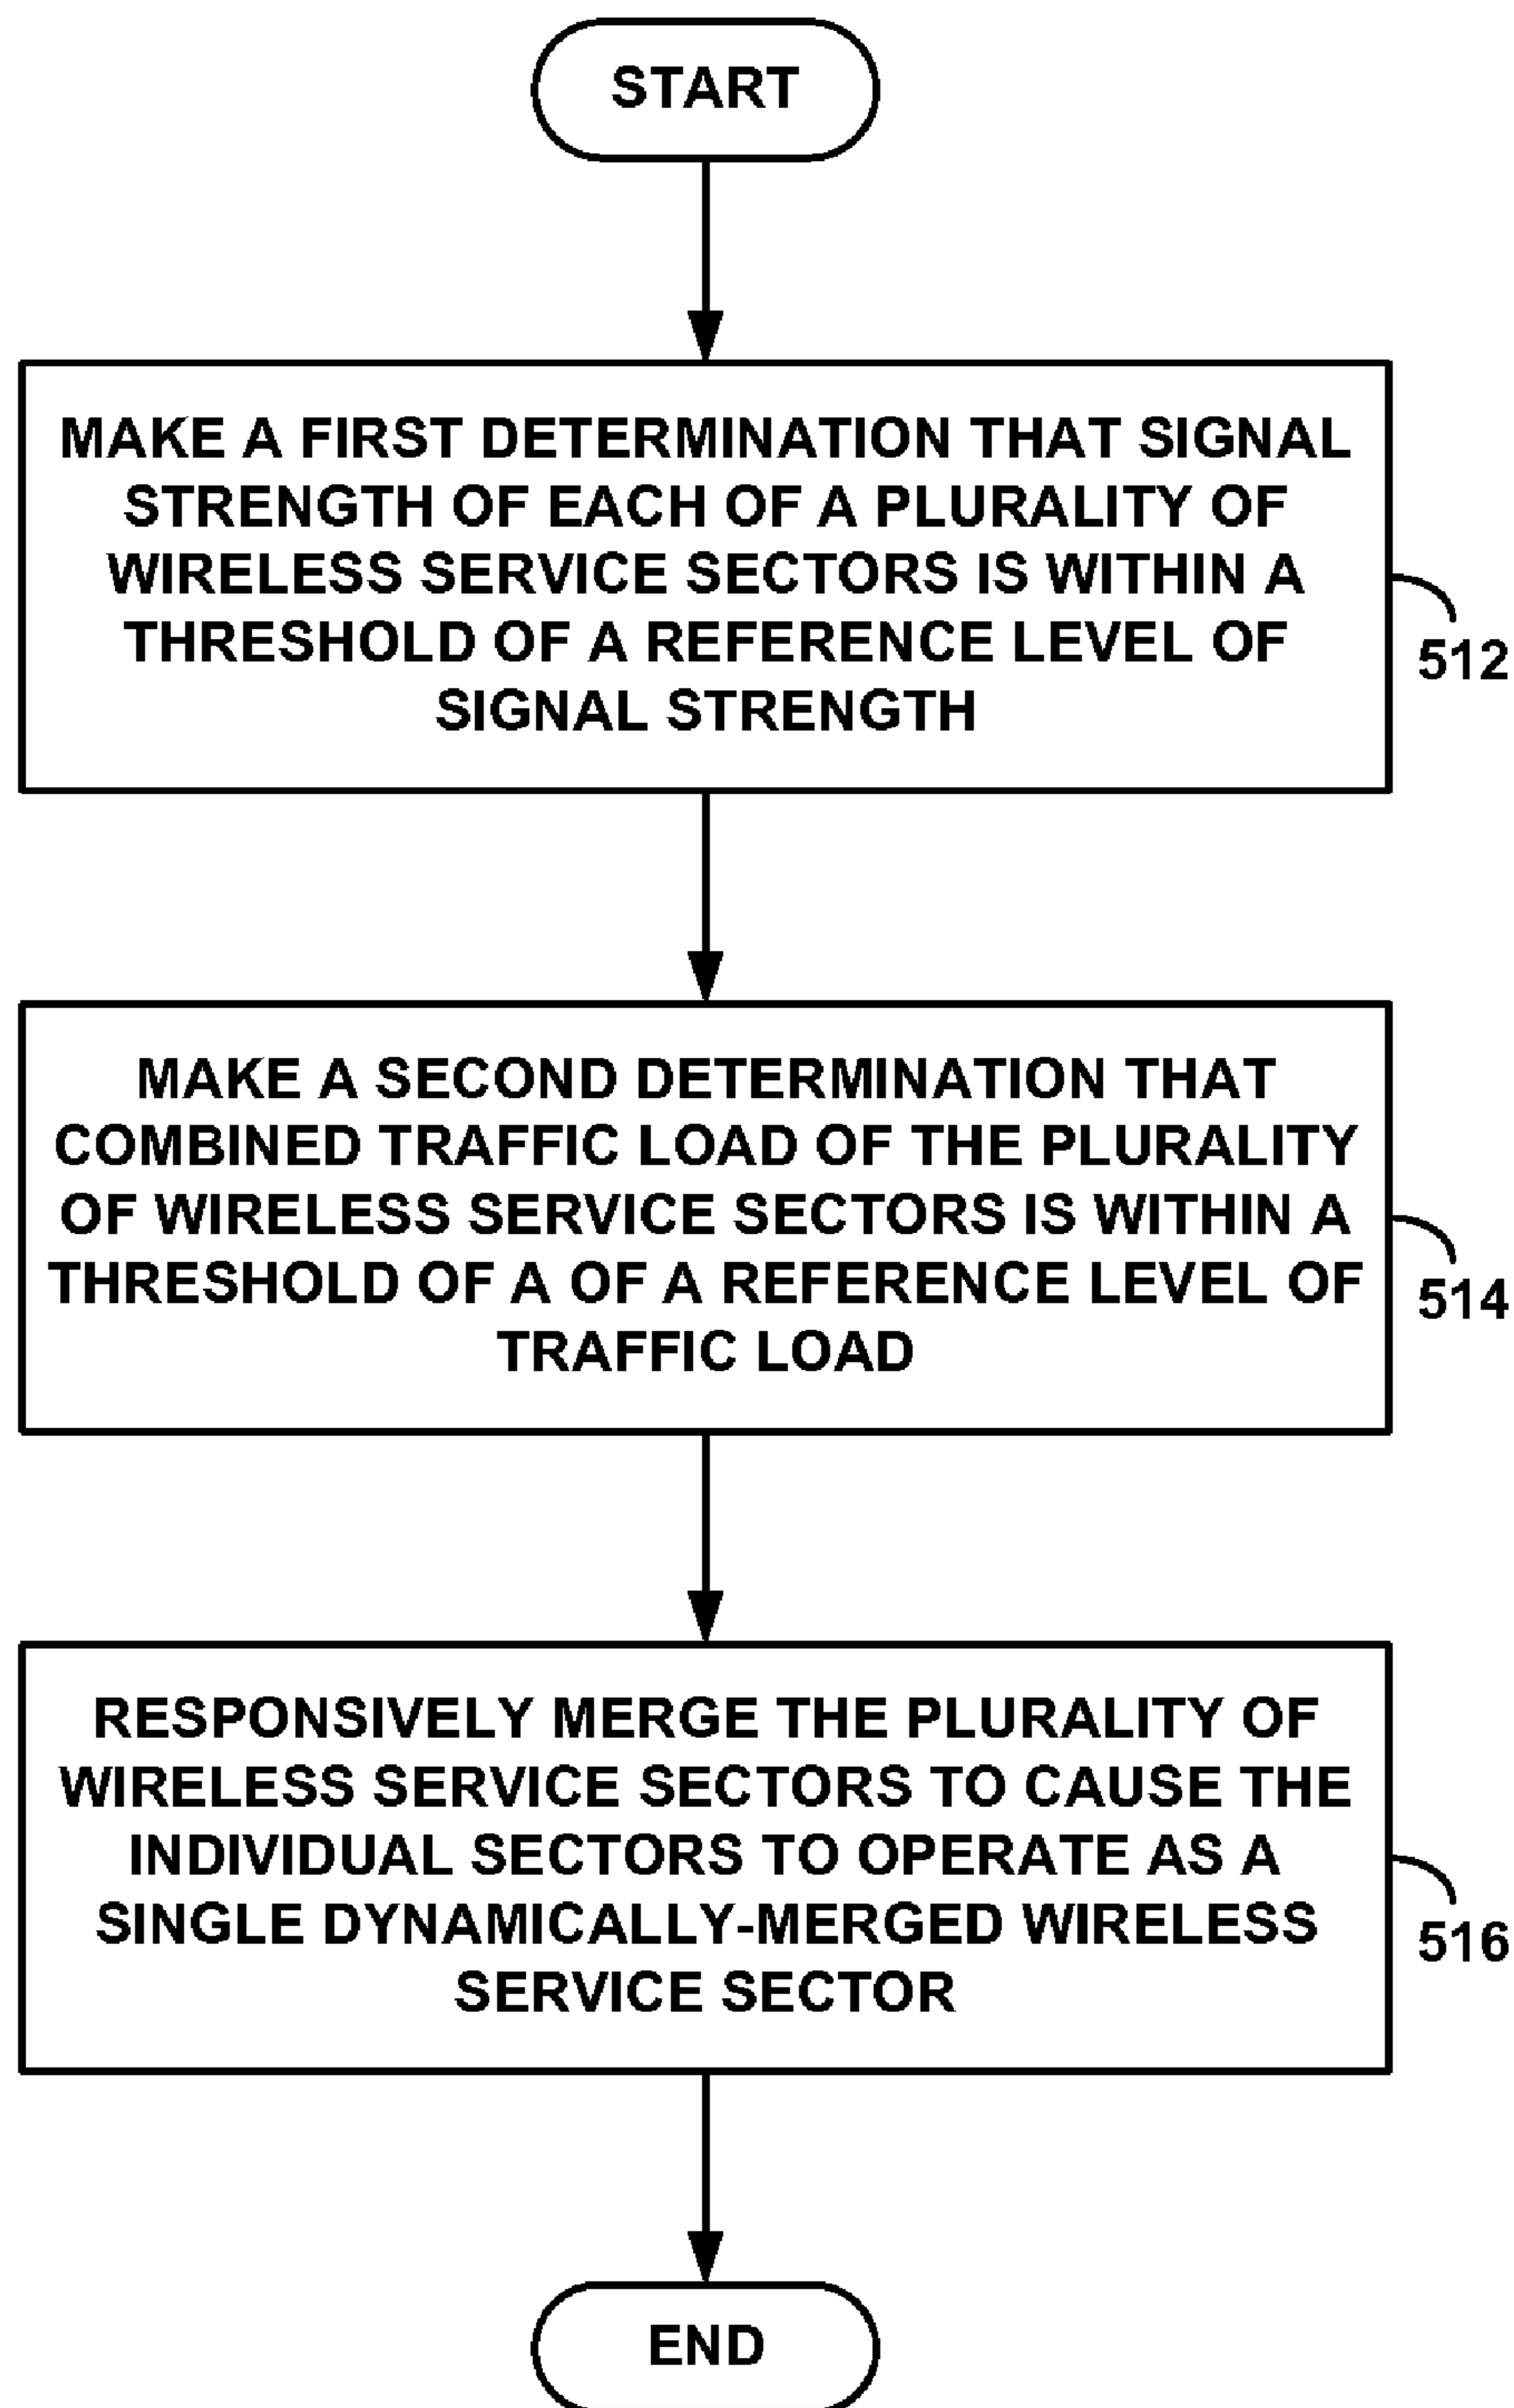 START
MAKE A FIRST DETERMINATION THAT SIGNAL
STRENGTH OF EACH OF A PLURALITY OF
WIRELESS SERVICE SECTORS IS WITHIN A
THRESHOLD OF A REFERENCE LEVEL OF
SIGNAL STRENGTH
512
MAKE A SECOND DETERMINATION THAT
COMBINED TRAFFIC LOAD OF THE PLURALITY
OF WIRELESS SERVICE SECTORS IS WITHIN A
THRESHOLD OF A OF A REFERENCE LEVEL OF
TRAFFIC LOAD
514
RESPONSIVELY MERGE THE PLURALITY OF
WIRELESS SERVICE SECTORS TO CAUSE THE
INDIVIDUAL SECTORS TO OPERATE AS A
SINGLE DYNAMICALLY-MERGED WIRELESS
SERVICE SECTOR
516
END